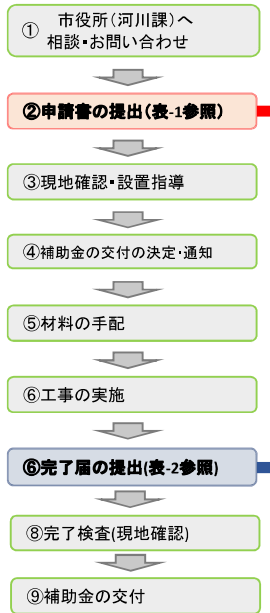 ① 市役所(河川課)へ
相談・お問い合わせ
②申請書の提出(表-1参照)
③現地確認・設置指導
④補助金の交付の決定・通知
⑤材料の手配
⑥工事の実施
⑥完了届の提出(表-2参照)
⑧完了検査(現地確認)
⑨補助金の交付